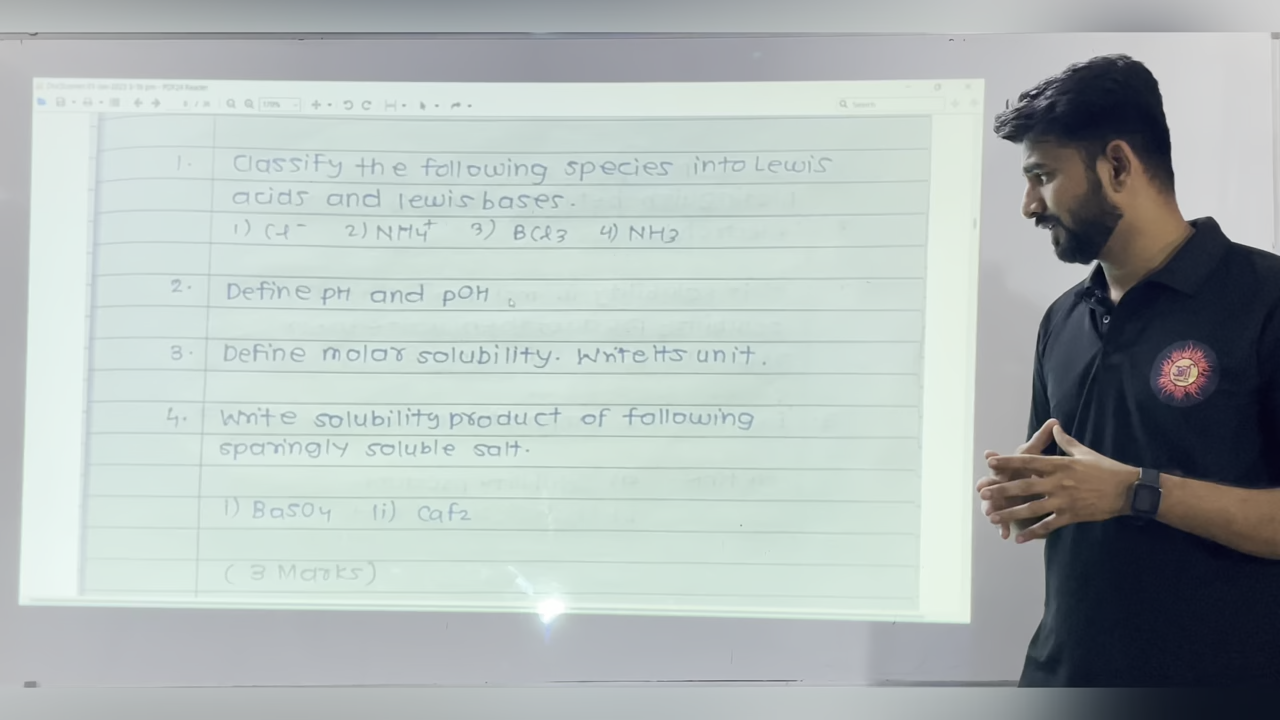 170%
Search
1. Classify the following species into Lewis
acids and lewis bases.
1) Cl⁻ 2) NH4⁺ 3) BCl3 4) NH3
2. Define pH and pOH.
3. Define molar solubility. Write its unit.
4. Write solubility product of following
sparingly soluble salt.
i) BaSO4 (ii) Caf2
(3 Marks)